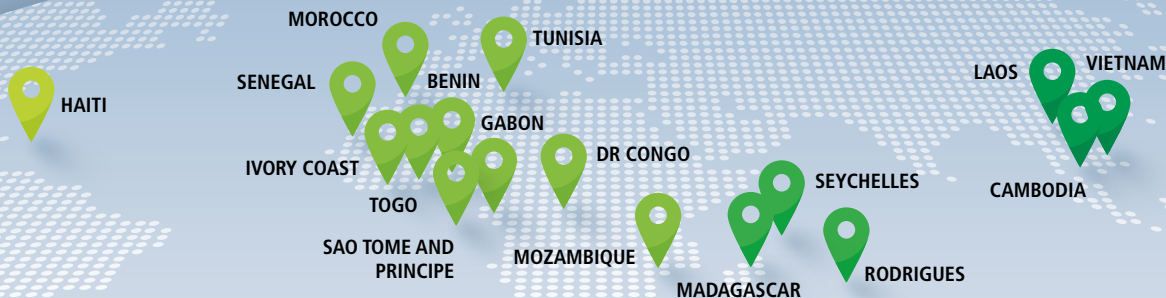 MOROCCO
TUNISIA
SENEGAL
BENIN
LAOS
VIETNAM
HAITI
GABON
IVORY COAST
DR CONGO
SEYCHELLES
CAMBODIA
TOGO
SAO TOME AND
PRINCIPE
MOZAMBIQUE
RODRIGUES
MADAGASCAR